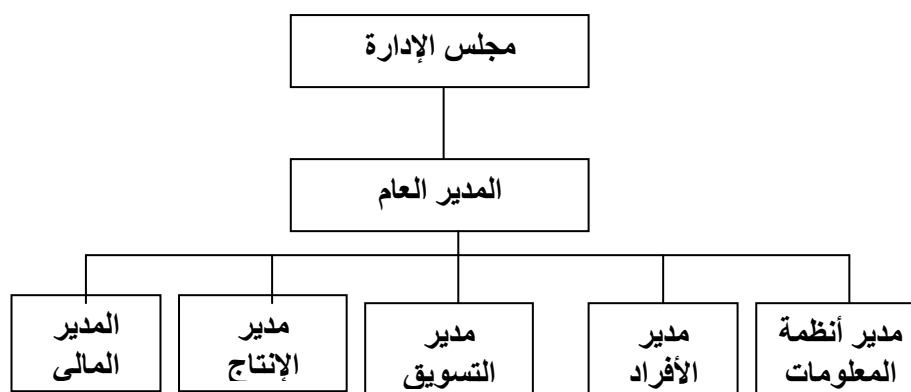 مجلس الإدارة
المدير العام
مدير أنظمة
المعلومات
مدير
الأفراد
مدير
التسويق
مدير
الإنتاج
المدير
المالى